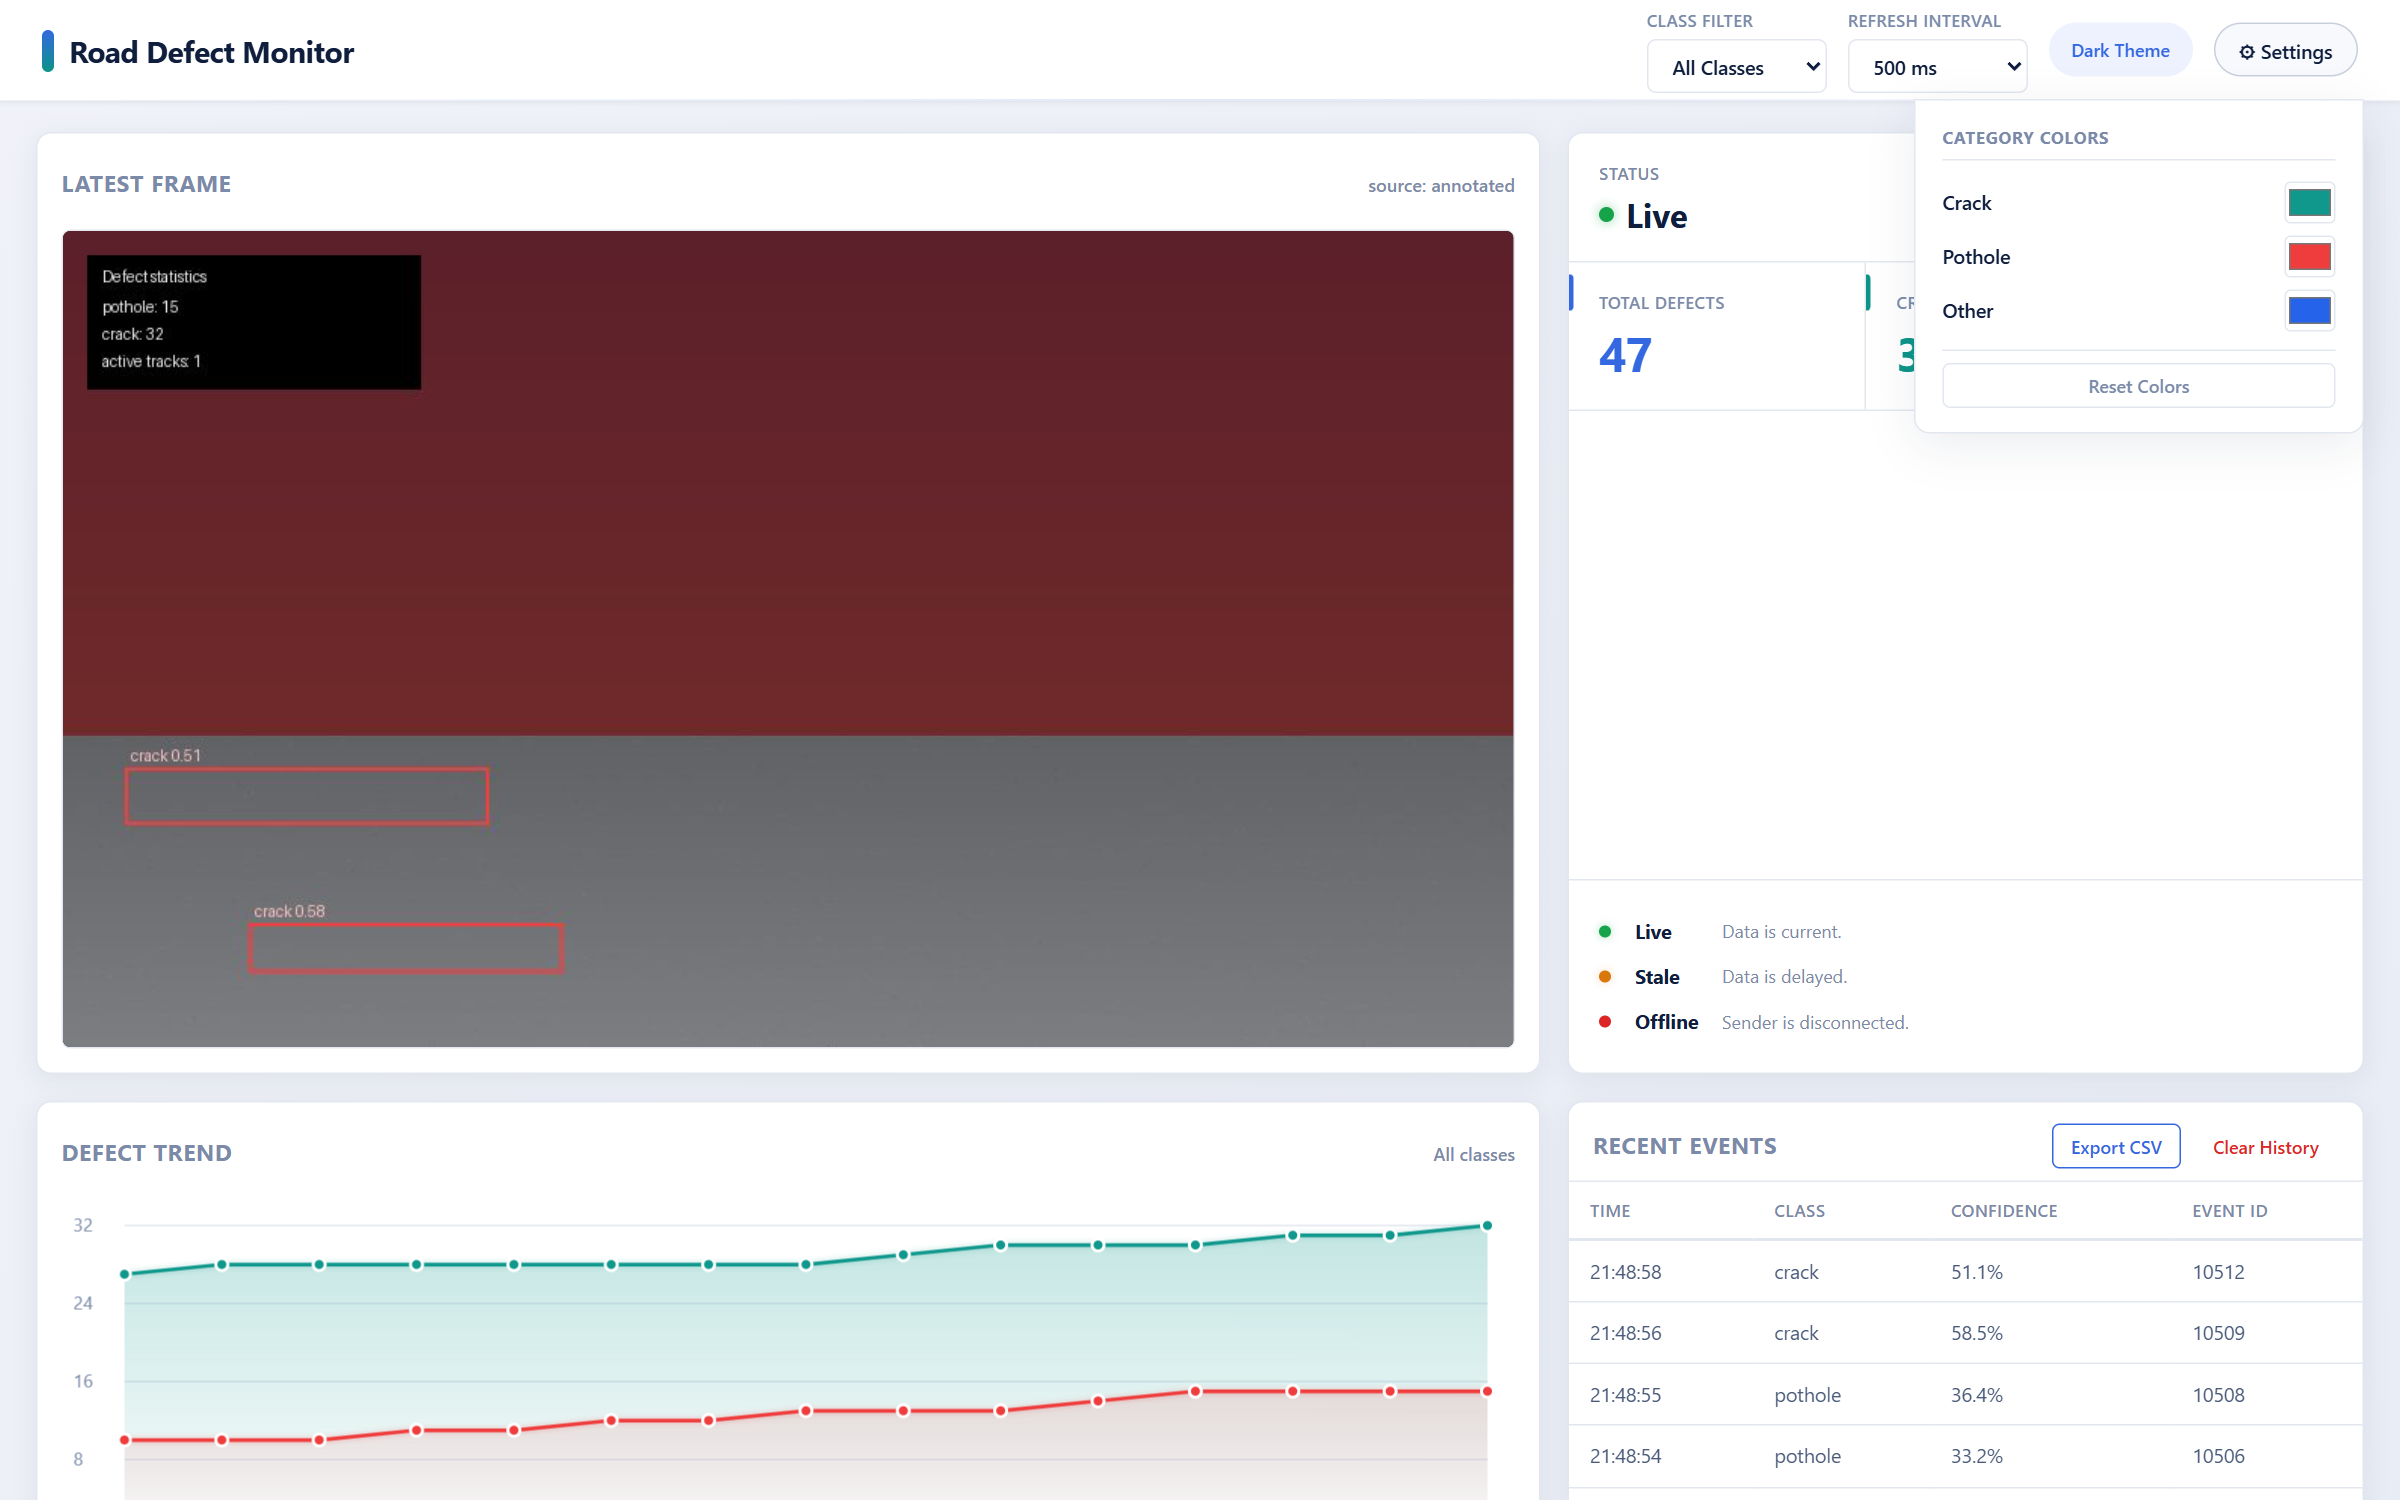 Road Defect Monitor
CLASS FILTER
All Classes
REFRESH INTERVAL
500 ms
Dark Theme
⚙ Settings
CATEGORY COLORS
Crack
Pothole
Other
Reset Colors
LATEST FRAME
source: annotated
Defect statistics
pothole: 15
crack: 32
active tracks: 1
crack 0.51
crack 0.58
STATUS
Live
TOTAL DEFECTS
47
Live Data is current.
Stale Data is delayed.
Offline Sender is disconnected.
DEFECT TREND
All classes
32
24
16
8
RECENT EVENTS
Export CSV
Clear History
TIME CLASS CONFIDENCE EVENT ID
21:48:58 crack 51.1% 10512
21:48:56 crack 58.5% 10509
21:48:55 pothole 36.4% 10508
21:48:54 pothole 33.2% 10506